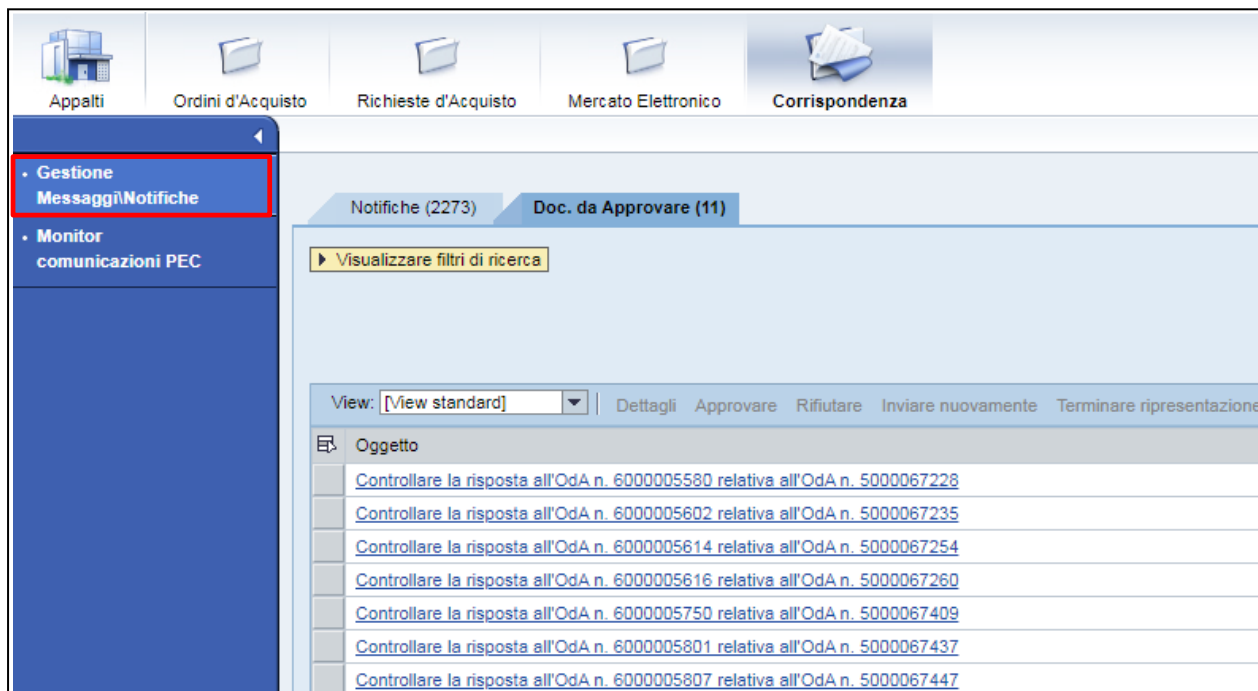 Appalti
Ordini d'Acquisto
Richieste d'Acquisto
Mercato Elettronico
Corrispondenza
• Gestione
Messaggi\Notifiche
• Monitor
comunicazioni PEC
Notifiche (2273)
Doc. da Approvare (11)
Visualizzare filtri di ricerca
View: [View standard] Dettagli Approvare Rifiutare Inviare nuovamente Terminare ripresentazione
Oggetto
Controllare la risposta all'OdA n. 6000005580 relativa all'OdA n. 5000067228
Controllare la risposta all'OdA n. 6000005602 relativa all'OdA n. 5000067235
Controllare la risposta all'OdA n. 6000005614 relativa all'OdA n. 5000067254
Controllare la risposta all'OdA n. 6000005616 relativa all'OdA n. 5000067260
Controllare la risposta all'OdA n. 6000005750 relativa all'OdA n. 5000067409
Controllare la risposta all'OdA n. 6000005801 relativa all'OdA n. 5000067437
Controllare la risposta all'OdA n. 6000005807 relativa all'OdA n. 5000067447